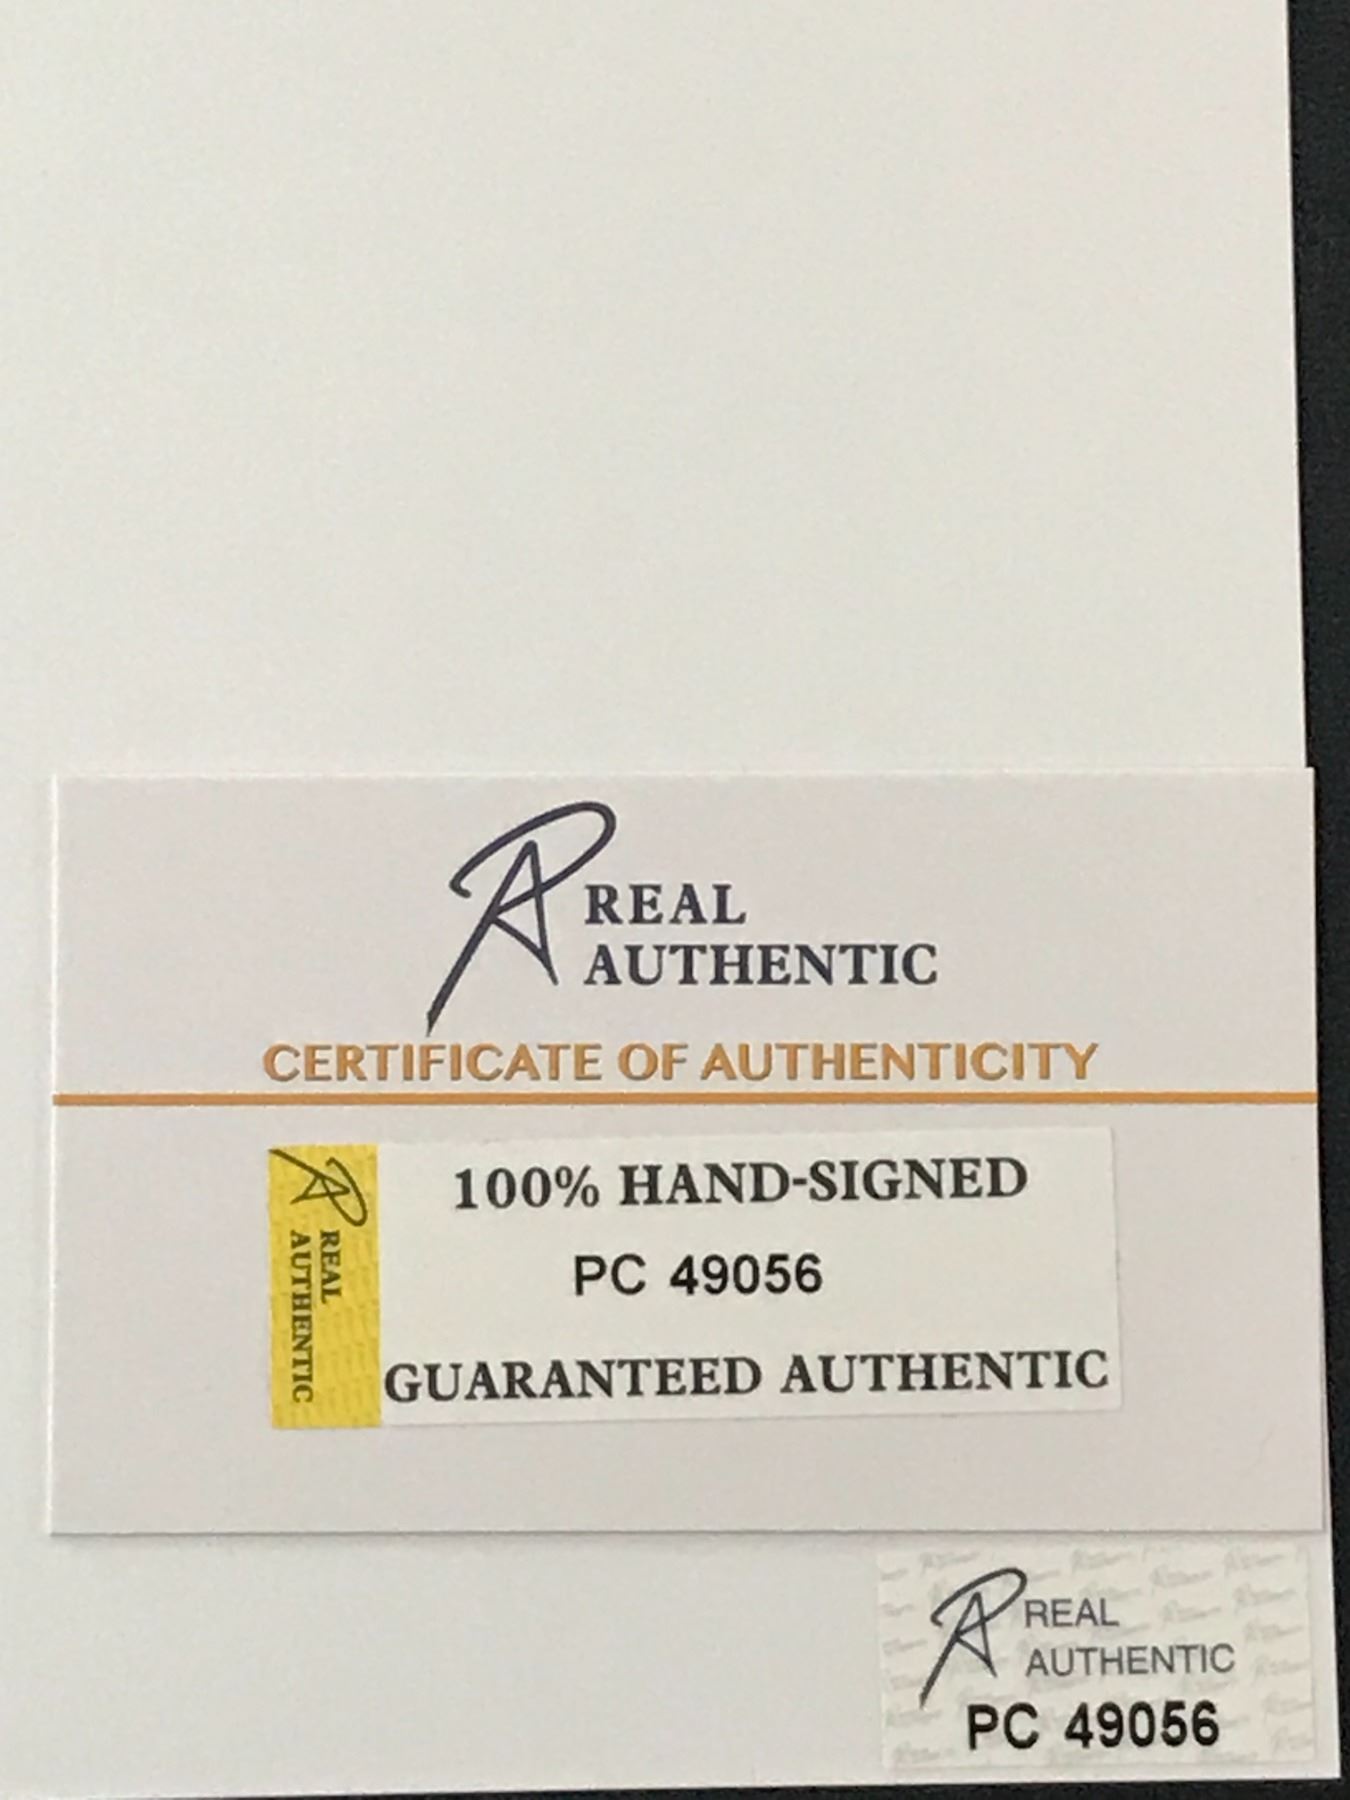 REAL
AUTHENTIC
CERTIFICATE OF AUTHENTICITY
REAL
AUTHENTIC
100% HAND-SIGNED
PC 49056
GUARANTEED AUTHENTIC
REAL
AUTHENTIC
PC 49056